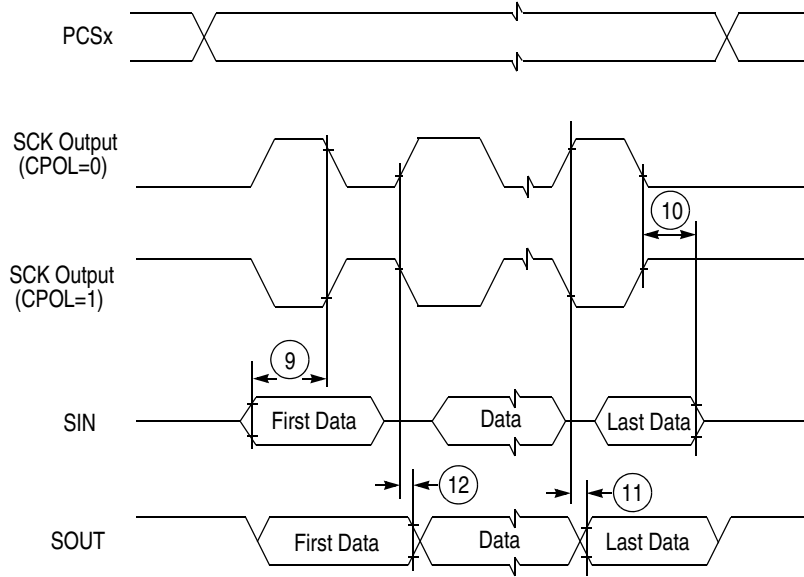 PCSx
SCK Output
(CPOL=0)
10
SCK Output
(CPOL=1)
9
SIN
First Data
Data
Last Data
12
11
SOUT
First Data
Data
Last Data